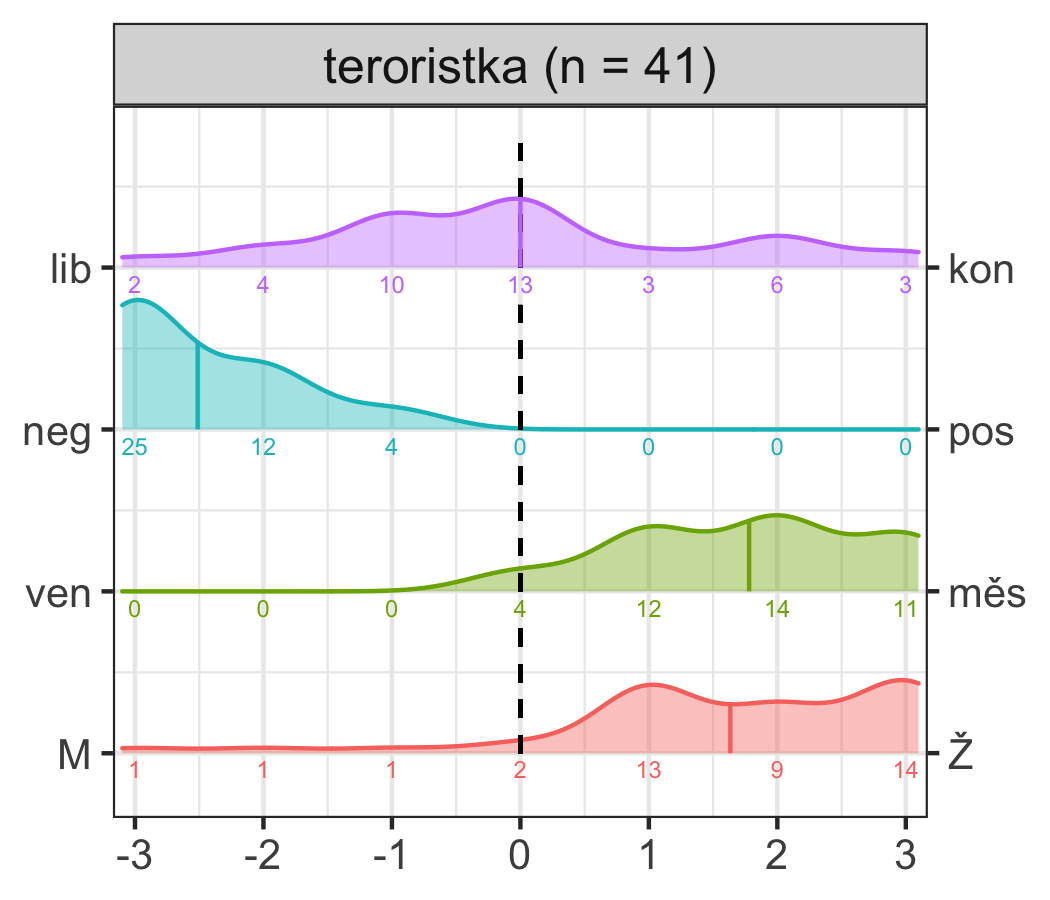 teroristka (n = 41)
lib kon
2 4 10 13 3 6 3
neg pos
25 12 4 0 0 0 0
ven měs
0 0 0 4 12 14 11
M Ž
1 1 1 2 13 9 14
-3 -2 -1 0 1 2 3